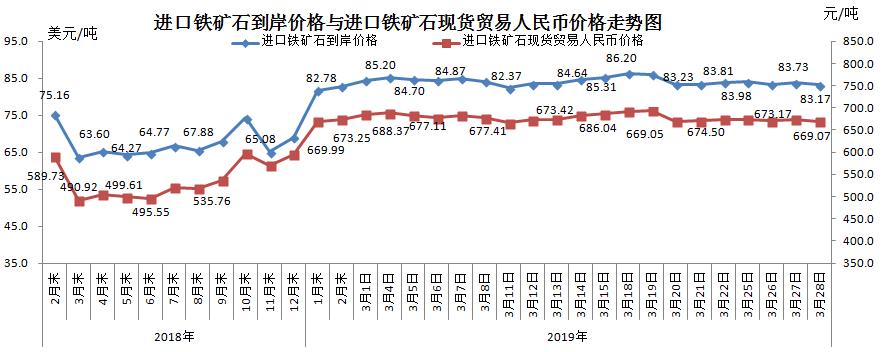 进口铁矿石到岸价格与进口铁矿石现货贸易人民币价格走势图
美元/吨
元/吨
进口铁矿石到岸价格
进口铁矿石现货贸易人民币价格
95.0
85.0
75.0
65.0
55.0
45.0
35.0
850.0
800.0
750.0
700.0
650.0
600.0
550.0
500.0
450.0
400.0
350.0
75.16
63.60
64.27
64.77
67.88
65.08
82.78
85.20
84.70
84.87
82.37
84.64
85.31
86.20
83.23
83.81
83.98
83.73
83.17
589.73
490.92
499.61
495.55
535.76
669.99
673.25
688.37
677.11
677.41
673.42
686.04
669.05
674.50
673.17
669.07
2月末
3月末
4月末
5月末
6月末
7月末
8月末
9月末
10月末
11月末
12月末
1月末
2月末
3月1日
3月4日
3月5日
3月6日
3月7日
3月8日
3月11日
3月12日
3月13日
3月14日
3月15日
3月18日
3月19日
3月20日
3月21日
3月22日
3月25日
3月26日
3月27日
3月28日
2018年
2019年